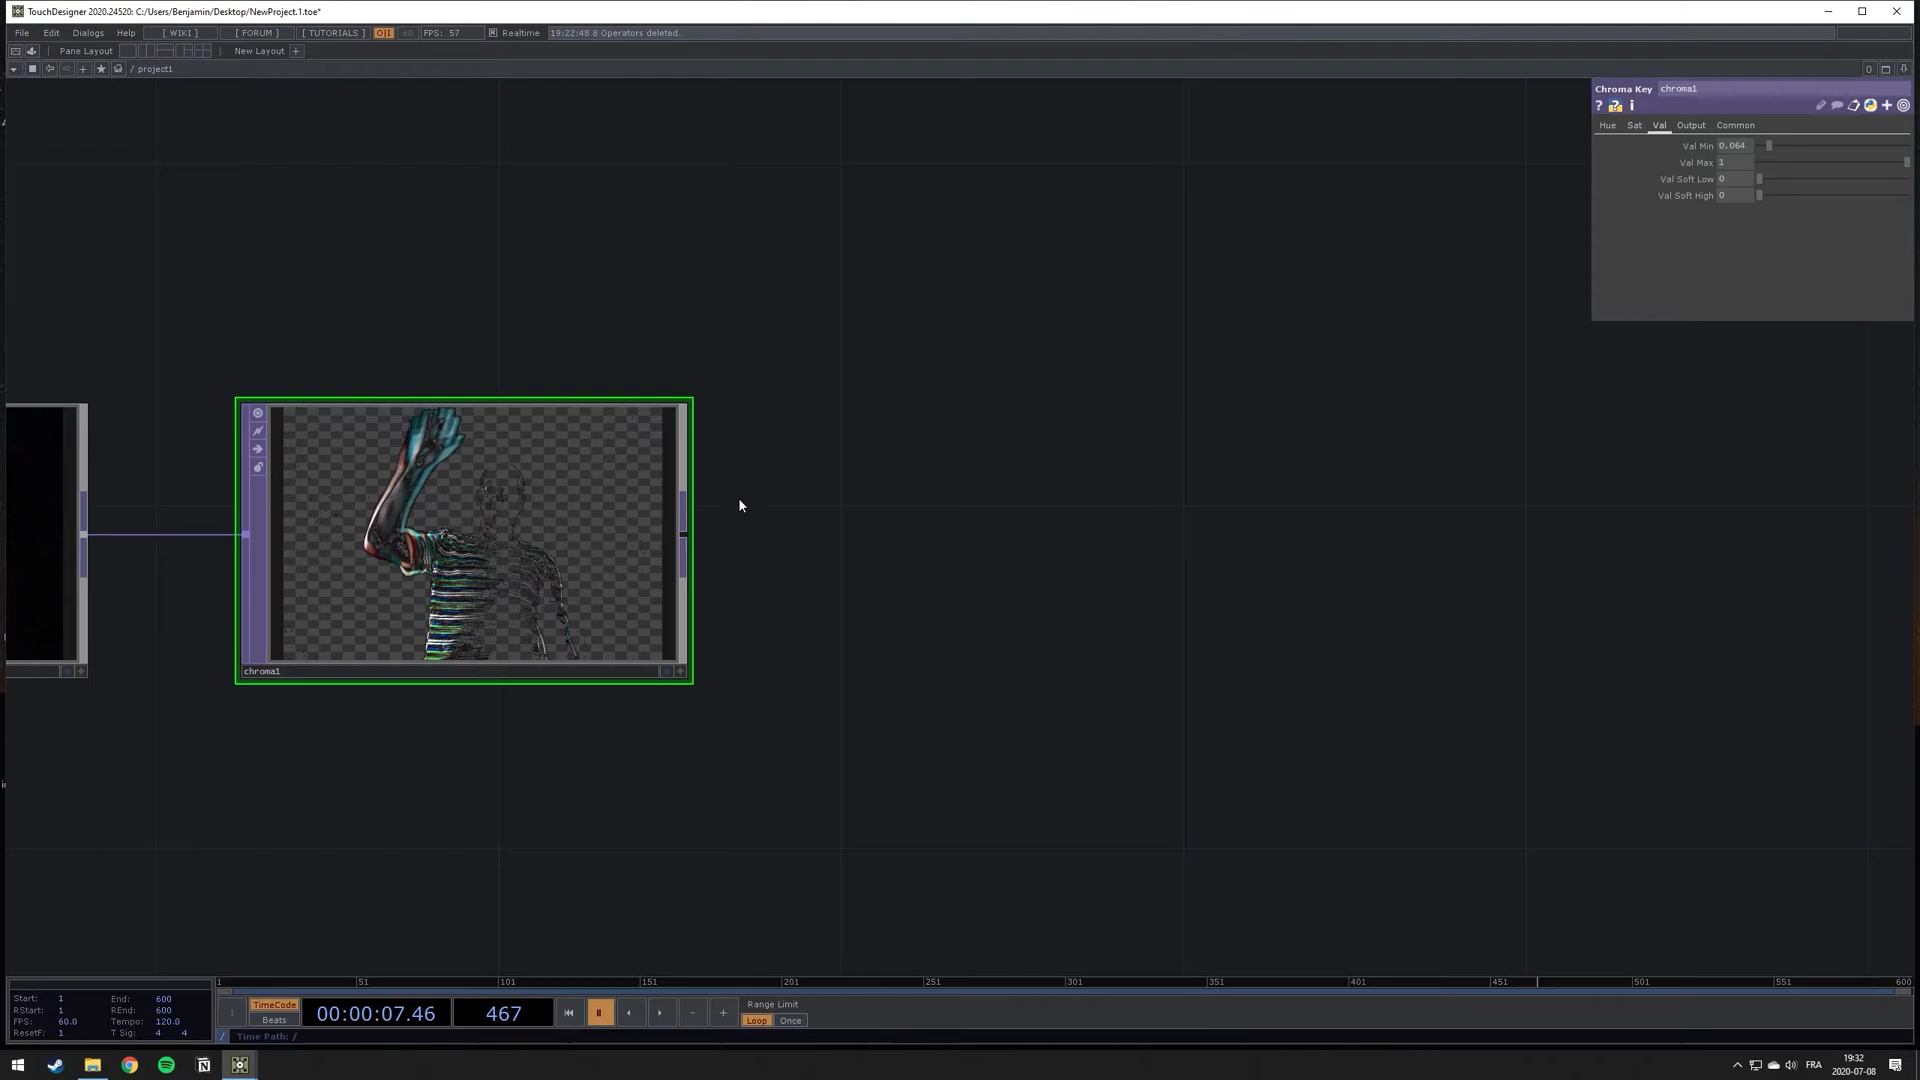 TouchDesigner 2020.24520: C:/Users/Benjamin/Desktop/NewProject.1.toe*
File Edit Dialogs Help [ WIKI ] [ FORUM ] [ TUTORIALS ] O|I 60 FPS: 57 Realtime 19:22:48 8 Operators deleted.
Pane Layout New Layout +
/ project1
0
Chroma Key chroma1
? ? i
Hue Sat Val Output Common
Val Min 0.064
Val Max 1
Val Soft Low 0
Val Soft High 0
chroma1
1 51 101 151 201 251 301 351 401 451 501 551 600
Start: 1 End: 600
RStart: 1 REnd: 600
FPS: 60.0 Tempo: 120.0
ResetF: 1 T Sig: 4 4
TimeCode
Beats
00:00:07.46
467
- +
Range Limit
Loop Once
/ Time Path: /
FRA
19:32
2020-07-08